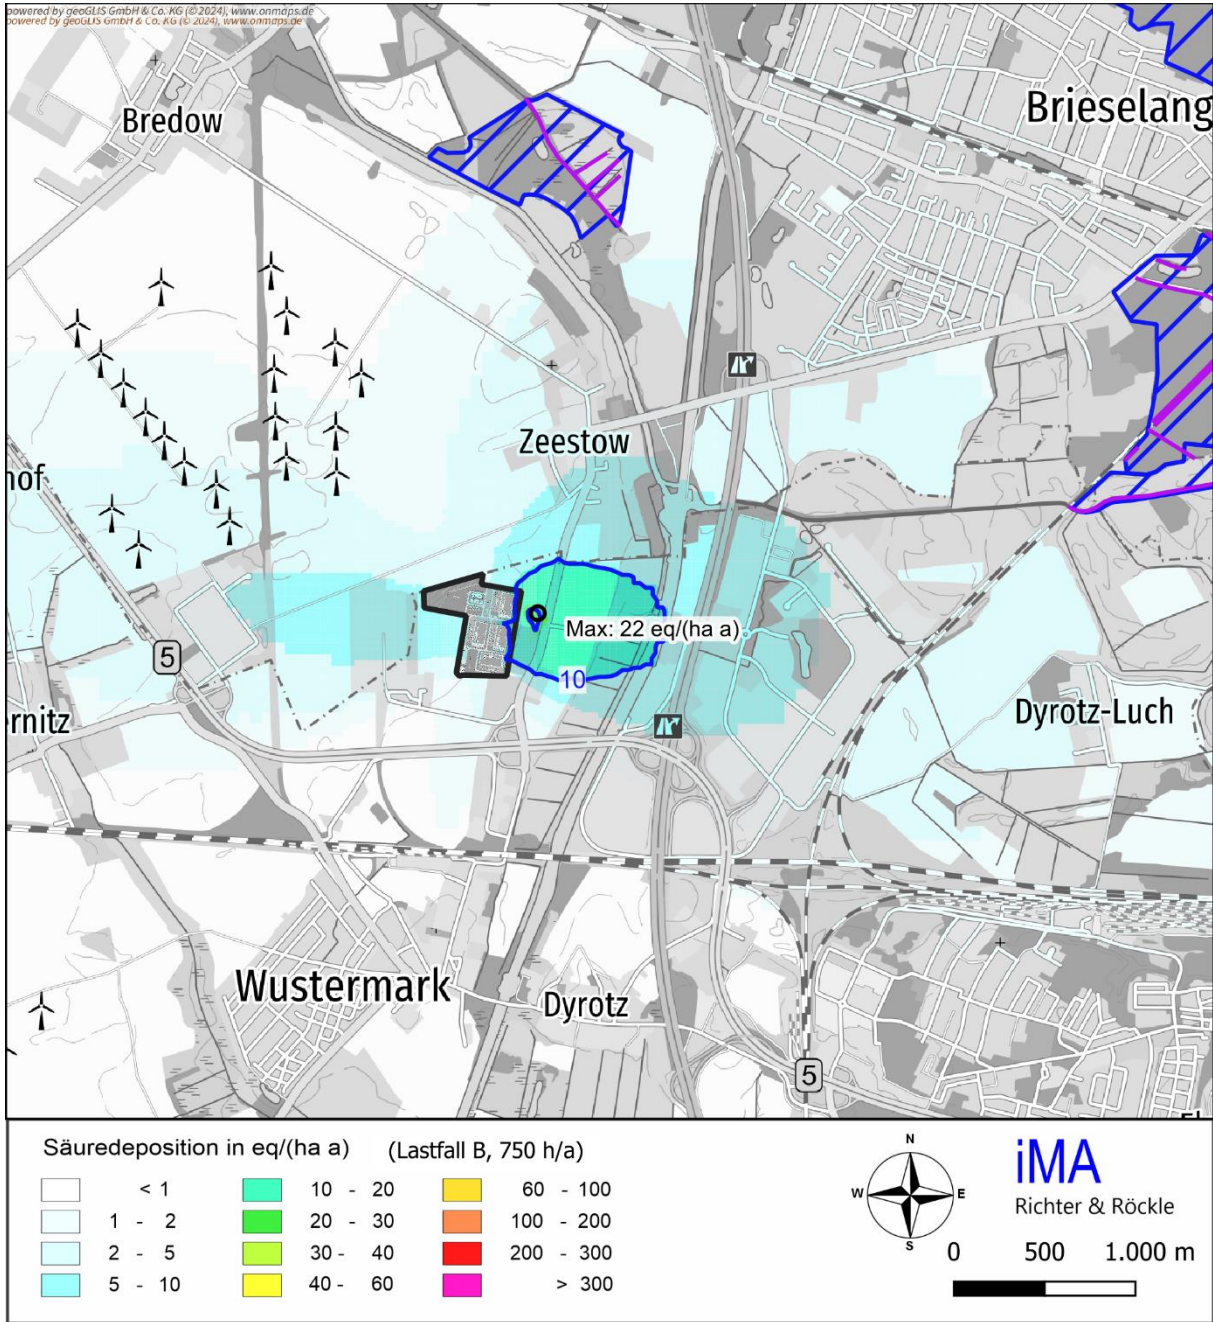 powered by geoGLIS GmbH & Co. KG (©2024), www.onmaps.de
powered by geoGLIS GmbH & Co. KG (© 2024), www.onmaps.de
Bredow
Brieselang
Zeestow
hof
Max: 22 eq/(ha a)
5
10
ernitz
Dyrotz-Luch
Wustermark
Dyrotz
5
Säuredeposition in eq/(ha a) (Lastfall B, 750 h/a)
< 1
1 - 2
2 - 5
5 - 10
10 - 20
20 - 30
30 - 40
40 - 60
60 - 100
100 - 200
200 - 300
> 300
N
W E
S
iMA
Richter & Röckle
0 500 1.000 m